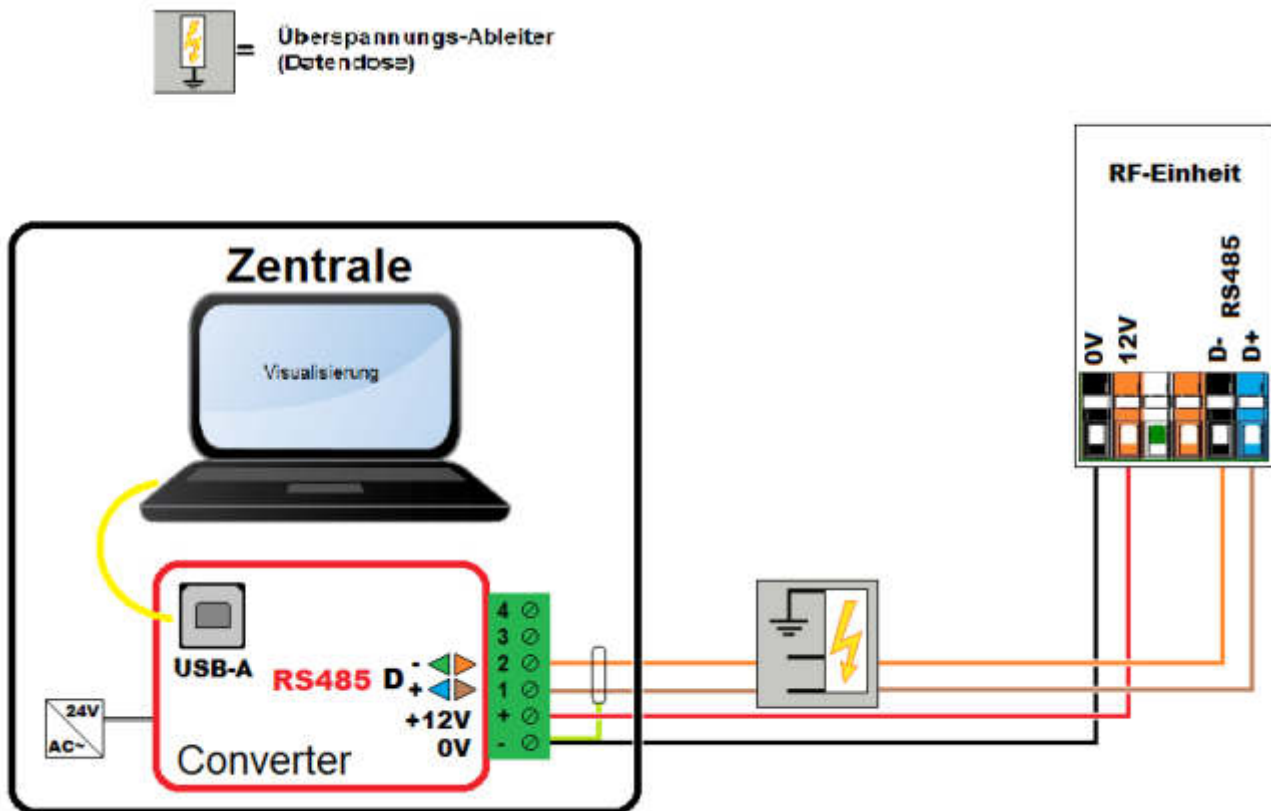 =
Überspannungs-Ableiter
(Datendose)
RF-Einheit
0V
12V
RS485
D-
D+
Zentrale
Visualisierung
USB-A
RS485 D
-
+
+12V
0V
4
3
2
1
+
-
24V
AC~
Converter